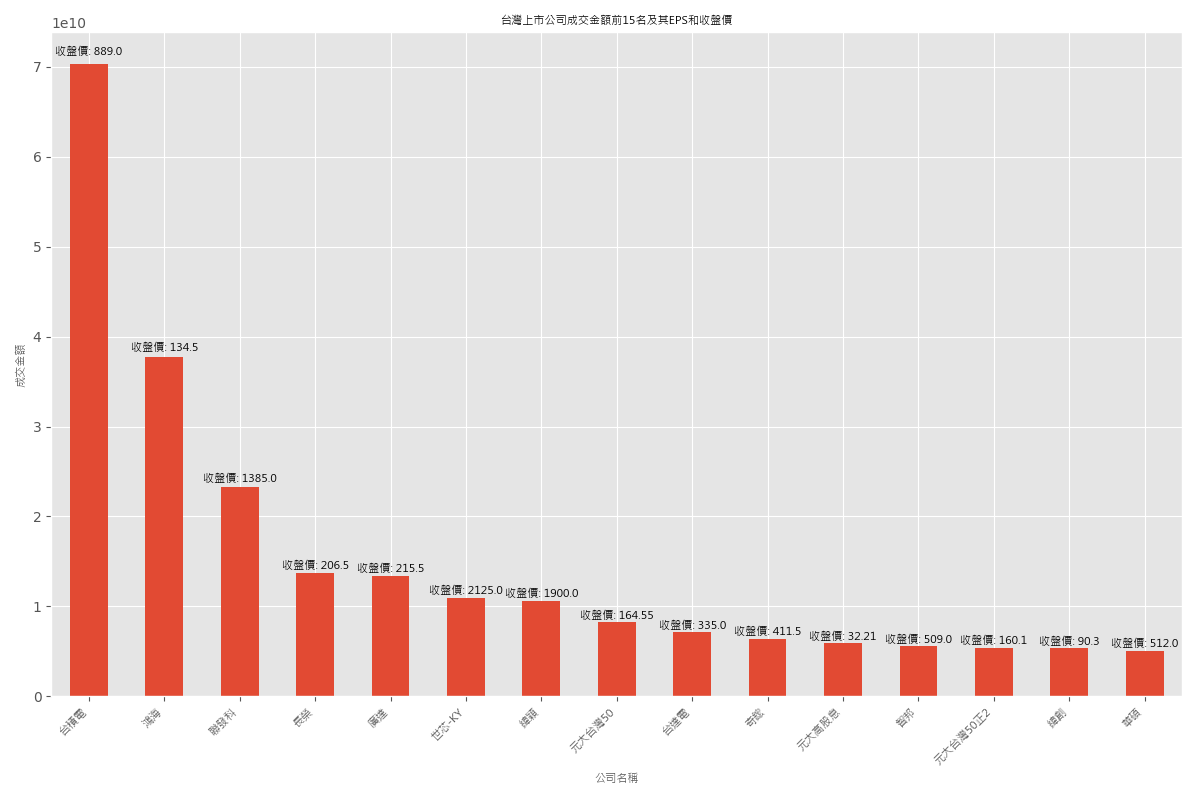 台灣上市公司成交金額前15名及其EPS和收盤價
1e10
收盤價: 889.0
收盤價: 134.5
收盤價: 1385.0
收盤價: 206.5
收盤價: 215.5
收盤價: 2125.0
收盤價: 1900.0
收盤價: 164.55
收盤價: 335.0
收盤價: 411.5
收盤價: 32.21
收盤價: 509.0
收盤價: 160.1
收盤價: 90.3
收盤價: 512.0
7
6
5
4
3
2
1
0
成交金額
台積電
鴻海
聯發科
長榮
廣達
世芯-KY
緯穎
元大台灣50
台達電
奇鋐
元大高股息
智邦
元大台灣50正2
緯創
華碩
公司名稱